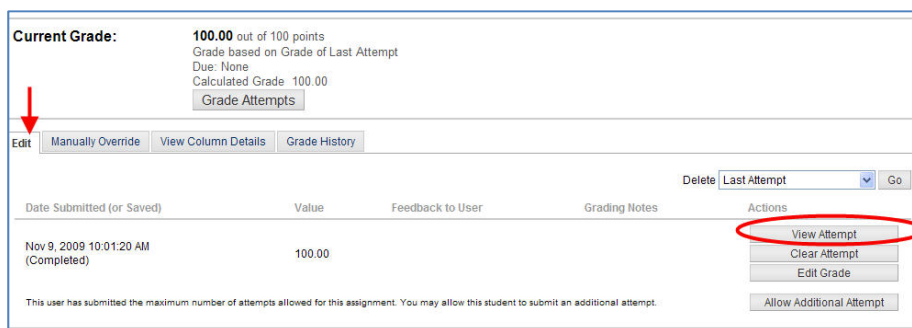 Current Grade: 100.00 out of 100 points
Grade based on Grade of Last Attempt
Due: None
Calculated Grade 100.00
Grade Attempts
Edit Manually Override View Column Details Grade History
Delete Last Attempt Go
Date Submitted (or Saved) Value Feedback to User Grading Notes Actions
View Attempt
Nov 9, 2009 10:01:20 AM
(Completed) 100.00 Clear Attempt
Edit Grade
This user has submitted the maximum number of attempts allowed for this assignment. You may allow this student to submit an additional attempt. Allow Additional Attempt